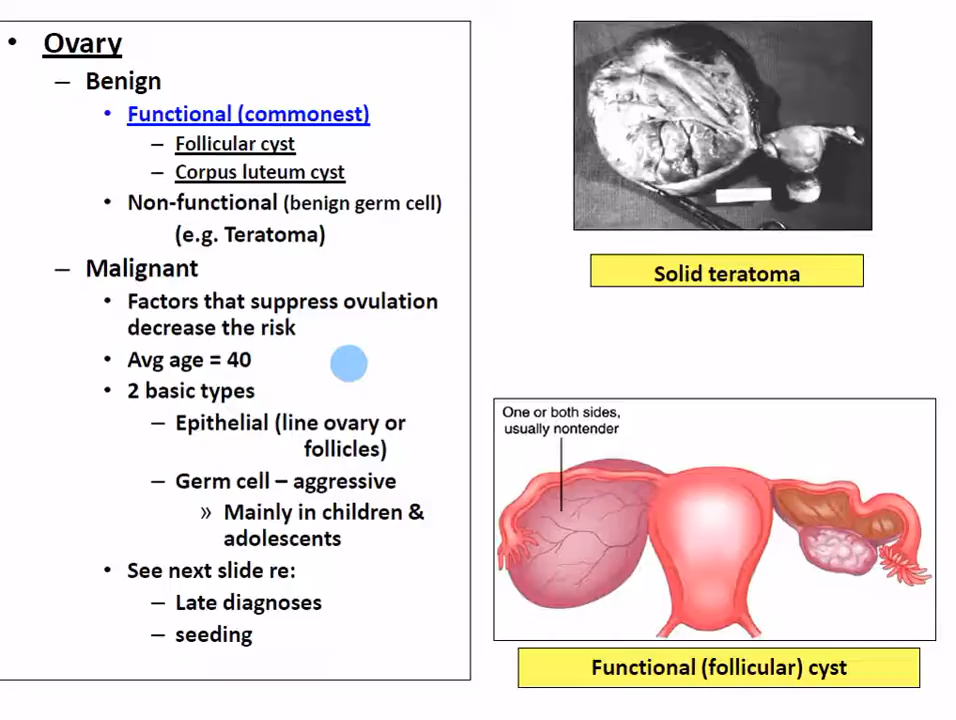 • Ovary
– Benign
• Functional (commonest)
– Follicular cyst
– Corpus luteum cyst
• Non-functional (benign germ cell)
(e.g. Teratoma)
– Malignant
• Factors that suppress ovulation
decrease the risk
• Avg age = 40
• 2 basic types
– Epithelial (line ovary or
follicles)
– Germ cell – aggressive
» Mainly in children &
adolescents
• See next slide re:
– Late diagnoses
– seeding
Solid teratoma
One or both sides,
usually nontender
Functional (follicular) cyst